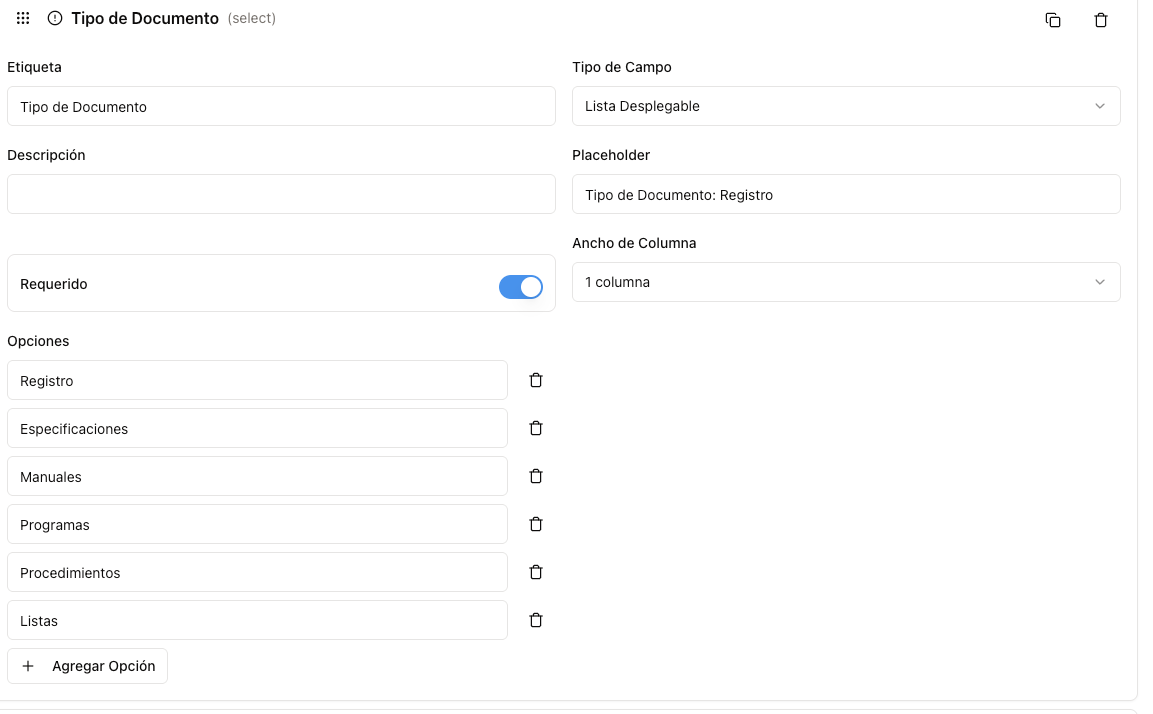 Tipo de Documento (select)
Etiqueta
Tipo de Documento
Tipo de Campo
Lista Desplegable
Descripción
Placeholder
Tipo de Documento: Registro
Requerido
Ancho de Columna
1 columna
Opciones
Registro
Especificaciones
Manuales
Programas
Procedimientos
Listas
Agregar Opción